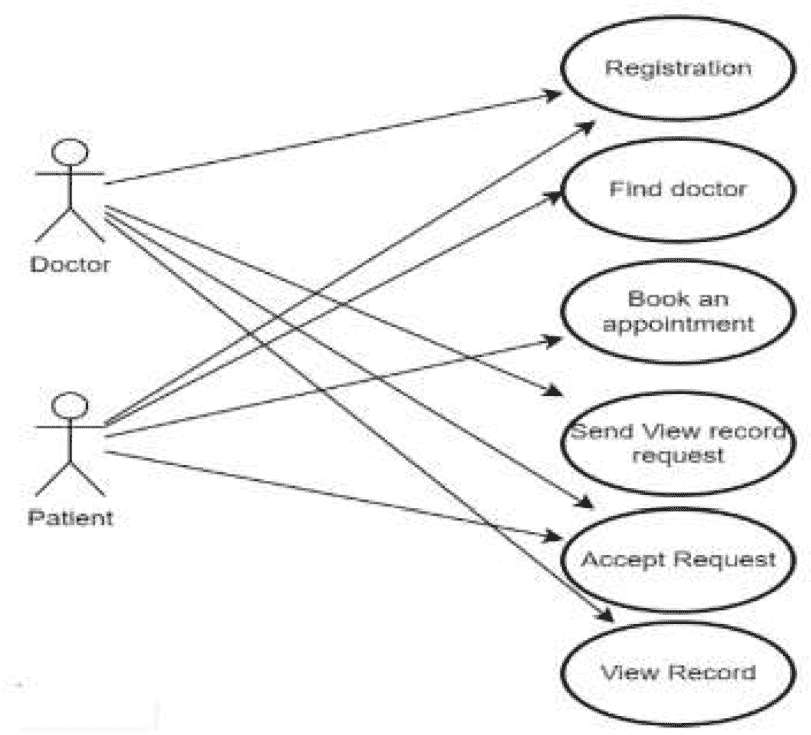 Registration
Find doctor
Doctor
Book an
appointment
Send View record
request
Patient
Accept Request
View Record